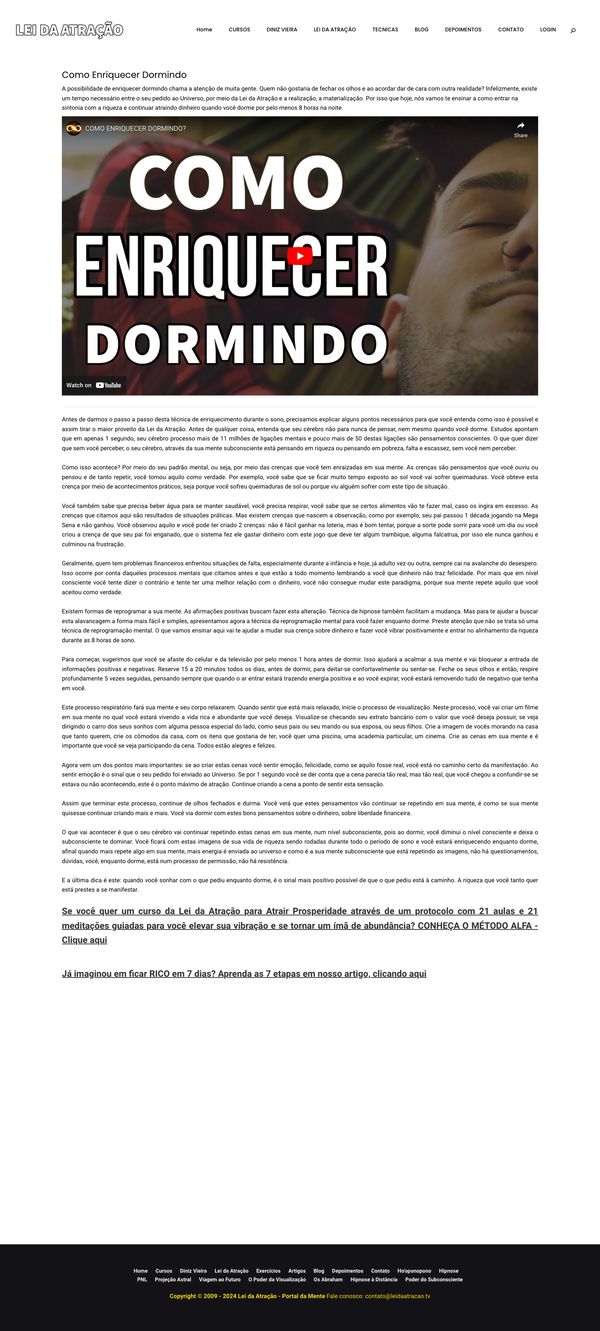 LEI DA ATRAÇÃO
Home CURSOS DINIZ VIEIRA LEI DA ATRAÇÃO TECNICAS BLOG DEPOIMENTOS CONTATO LOGIN
Como Enriquecer Dormindo
A possibilidade de enriquecer dormindo chama a atenção de muita gente. Quem não gostaria de fechar os olhos e ao acordar dar de cara com outra realidade? Infelizmente, existe
um tempo necessário entre o seu pedido ao Universo, por meio da Lei da Atração e a realização, a materialização. Por isso que hoje, nós vamos te ensinar a como entrar na
sintonia com a riqueza e continuar atraindo dinheiro quando você dorme por pelo menos 8 horas na noite.
COMO ENRIQUECER DORMINDO?
Share
COMO
ENRIQUECER
DORMINDO
Watch on YouTube
Antes de darmos o passo a passo desta técnica de enriquecimento durante o sono, precisamos explicar alguns pontos necessários para que você entenda como isso é possível e
assim tirar o maior proveito da Lei da Atração. Antes de qualquer coisa, entenda que seu cérebro não para nunca de pensar, nem mesmo quando você dorme. Estudos apontam
que em apenas 1 segundo, seu cérebro processo mais de 11 milhões de ligações mentais e pouco mais de 50 destas ligações são pensamentos conscientes. O que quer dizer
que sem você perceber, o seu cérebro, através da sua mente subconsciente está pensando em riqueza ou pensando em pobreza, falta e escassez, sem você nem perceber.
Como isso acontece? Por meio do seu padrão mental, ou seja, por meio das crenças que você tem enraizadas em sua mente. As crenças são pensamentos que você ouviu ou
pensou e de tanto repetir, você tomou aquilo como verdade. Por exemplo, você sabe que se ficar muito tempo exposto ao sol você vai sofrer queimaduras. Você obteve esta
crença por meio de acontecimentos práticos, seja porque você sofreu queimaduras de sol ou porque viu alguém sofrer com este tipo de situação.
Você também sabe que precisa beber água para se manter saudável, você precisa respirar, você sabe que se certos alimentos vão te fazer mal, caso os ingira em excesso. As
crenças que citamos aqui são resultados de situações práticas. Mas existem crenças que nascem a observação, como por exemplo, seu pai passou 1 década jogando na Mega
Sena e não ganhou. Você observou aquilo e você pode ter criado 2 crenças: não é fácil ganhar na loteria, mas é bom tentar, porque a sorte pode sorrir para você um dia ou você
criou a crença de que seu pai foi enganado, que o sistema fez ele gastar dinheiro com este jogo que deve ter algum trambique, alguma falcatrua, por isso ele nunca ganhou e
culminou na frustração.
Geralmente, quem tem problemas financeiros enfrentou situações de falta, especialmente durante a infância e hoje, já adulto vez ou outra, sempre cai na avalanche do desespero.
Isso ocorre por conta daqueles processos mentais que citamos antes e que estão a todo momento lembrando a você que dinheiro não traz felicidade. Por mais que em nível
consciente você tente dizer o contrário e tente ter uma melhor relação com o dinheiro, você não consegue mudar este paradigma, porque sua mente repete aquilo que você
aceitou como verdade.
Existem formas de reprogramar a sua mente. As afirmações positivas buscam fazer esta alteração. Técnica de hipnose também facilitam a mudança. Mas para te ajudar a buscar
esta alavancagem a forma mais fácil e simples, apresentamos agora a técnica da reprogramação mental para você fazer enquanto dorme. Preste atenção que não se trata só uma
técnica de reprogramação mental. O que vamos ensinar aqui vai te ajudar a mudar sua crença sobre dinheiro e fazer você vibrar positivamente e entrar no alinhamento da riqueza
durante as 8 horas de sono.
Para começar, sugerimos que você se afaste do celular e da televisão por pelo menos 1 hora antes de dormir. Isso ajudará a acalmar a sua mente e vai bloquear a entrada de
informações positivas e negativas. Reserve 15 a 20 minutos todos os dias, antes de dormir, para deitar-se confortavelmente ou sentar-se. Feche os seus olhos e então, respire
profundamente 5 vezes seguidas, pensando sempre que quando o ar entrar estará trazendo energia positiva e ao você expirar, você estará removendo tudo de negativo que tenha
em você.
Este processo respiratório fará sua mente e seu corpo relaxarem. Quando sentir que está mais relaxado, inicie o processo de visualização. Neste processo, você vai criar um filme
em sua mente no qual você estará vivendo a vida rica e abundante que você deseja. Visualize-se checando seu extrato bancário com o valor que você deseja possuir, se veja
dirigindo o carro dos seus sonhos com alguma pessoa especial do lado, como seus pais ou seu marido ou sua esposa, ou seus filhos. Crie a imagem de vocês morando na casa
que tanto querem, crie os cômodos da casa, com os itens que gostaria de ter, você quer uma piscina, uma academia particular, um cinema. Crie as cenas em sua mente e é
importante que você se veja participando da cena. Todos estão alegres e felizes.
Agora vem um dos pontos mais importantes: se ao criar estas cenas você sentir emoção, felicidade, como se aquilo fosse real, você está no caminho certo da manifestação. Ao
sentir emoção é o sinal que o seu pedido foi enviado ao Universo. Se por 1 segundo você se der conta que a cena parecia tão real, mas tão real, que você chegou a confundir-se se
estava ou não acontecendo, este é o ponto máximo de atração. Continue criando a cena a ponto de sentir esta sensação.
Assim que terminar este processo, continue de olhos fechados e durma. Você verá que estes pensamentos vão continuar se repetindo em sua mente, é como se sua mente
quisesse continuar criando mais e mais. Você via dormir com estes bons pensamentos sobre o dinheiro, sobre liberdade financeira.
O que vai acontecer é que o seu cérebro vai continuar repetindo estas cenas em sua mente, num nível subconsciente, pois ao dormir, você diminui o nível consciente e deixa o
subconsciente te dominar. Você ficará com estas imagens de sua vida de riqueza sendo rodadas durante todo o período de sono e você estará enriquecendo enquanto dorme,
afinal quando mais repete algo em sua mente, mais energia é enviada ao universo e como é a sua mente subconsciente que está repetindo as imagens, não há questionamentos,
dúvidas, você, enquanto dorme, está num processo de permissão, não há resistência.
E a última dica é este: quando você sonhar com o que pediu enquanto dorme, é o sinal mais positivo possível de que o que pediu está à caminho. A riqueza que você tanto quer
está prestes a se manifestar.
Se você quer um curso da Lei da Atração para Atrair Prosperidade através de um protocolo com 21 aulas e 21
meditações guiadas para você elevar sua vibração e se tornar um ímã de abundância? CONHEÇA O MÉTODO ALFA -
Clique aqui
Já imaginou em ficar RICO em 7 dias? Aprenda as 7 etapas em nosso artigo, clicando aqui
Home Cursos Diniz Vieira Lei da Atração Exercícios Artigos Blog Depoimentos Contato Ho'oponopono Hipnose
PNL Projeção Astral Viagem ao Futuro O Poder da Visualização Os Abraham Hipnose à Distância Poder do Subconsciente
Copyright © 2009 - 2024 Lei da Atração - Portal da Mente Fale conosco: contato@leidaatracao.tv